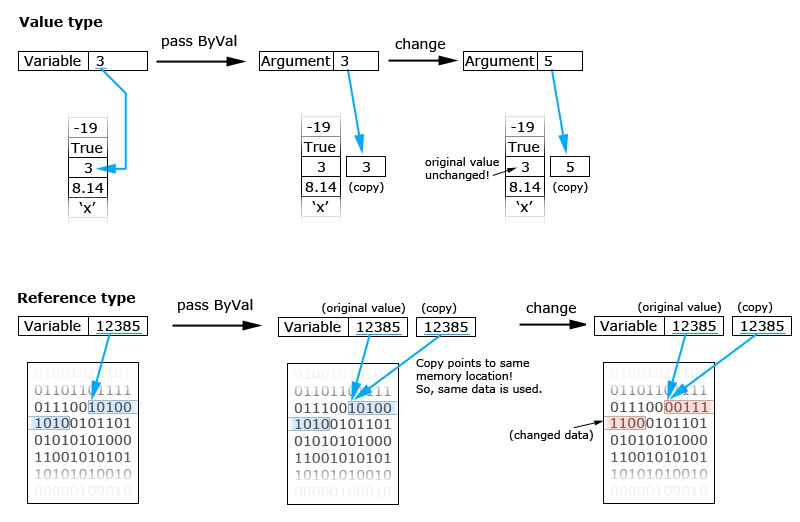 Value type
pass ByVal
change
Variable 3
Argument 3
Argument 5
-19
True
3
8.14
‘x’
-19
True
3
8.14
‘x’
3
(copy)
original value
unchanged!
-19
True
3
8.14
‘x’
5
(copy)
Reference type
pass ByVal
change
Variable 12385
(original value) (copy)
Variable 12385 12385
(original value) (copy)
Variable 12385 12385
01110010100
10100101101
01010101000
11001010101
10101010010
00000100010
Copy points to same
memory location!
So, same data is used.
01110010100
10100101101
01010101000
11001010101
10101010010
00000100010
(changed data)
01110000111
11000101101
01010101000
11001010101
10101010010
00000100010